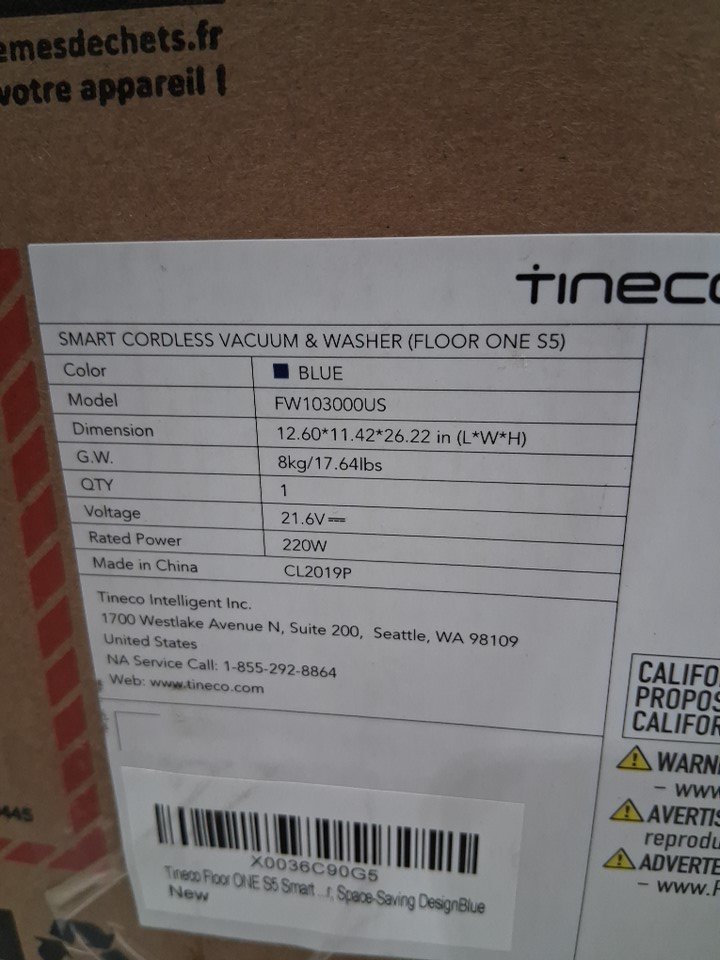 emesdechets.fr
votre appareil !
Tineco
SMART CORDLESS VACUUM & WASHER (FLOOR ONE S5)
Color BLUE
Model FW103000US
Dimension 12.60*11.42*26.22 in (L*W*H)
G.W. 8kg/17.64lbs
QTY 1
Voltage 21.6V⎓
Rated Power 220W
Made in China CL2019P
Tineco Intelligent Inc.
1700 Westlake Avenue N, Suite 200, Seattle, WA 98109
United States
NA Service Call: 1-855-292-8864
Web: www.tineco.com
CALIFO
PROPOS
CALIFOR
WARNI
– www
AVERTIS
reprodu
ADVERTE
– www.P
X0036C90G5
Tineco Floor ONE S5 Smart ...r, Space-Saving DesignBlue
New